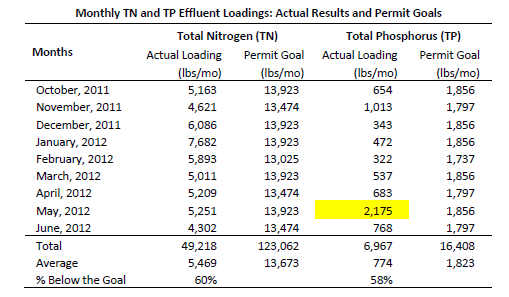 Monthly TN and TP Effluent Loadings: Actual Results and Permit Goals
Total Nitrogen (TN) Total Phosphorus (TP)
Months Actual Loading Permit Goal Actual Loading Permit Goal
(lbs/mo) (lbs/mo) (lbs/mo) (lbs/mo)
October, 2011 5,163 13,923 654 1,856
November, 2011 4,621 13,474 1,013 1,797
December, 2011 6,086 13,923 343 1,856
January, 2012 7,682 13,923 472 1,856
February, 2012 5,893 13,025 322 1,737
March, 2012 5,011 13,923 537 1,856
April, 2012 5,209 13,474 683 1,797
May, 2012 5,251 13,923 2,175 1,856
June, 2012 4,302 13,474 768 1,797
Total 49,218 123,062 6,967 16,408
Average 5,469 13,673 774 1,823
% Below the Goal 60% 58%